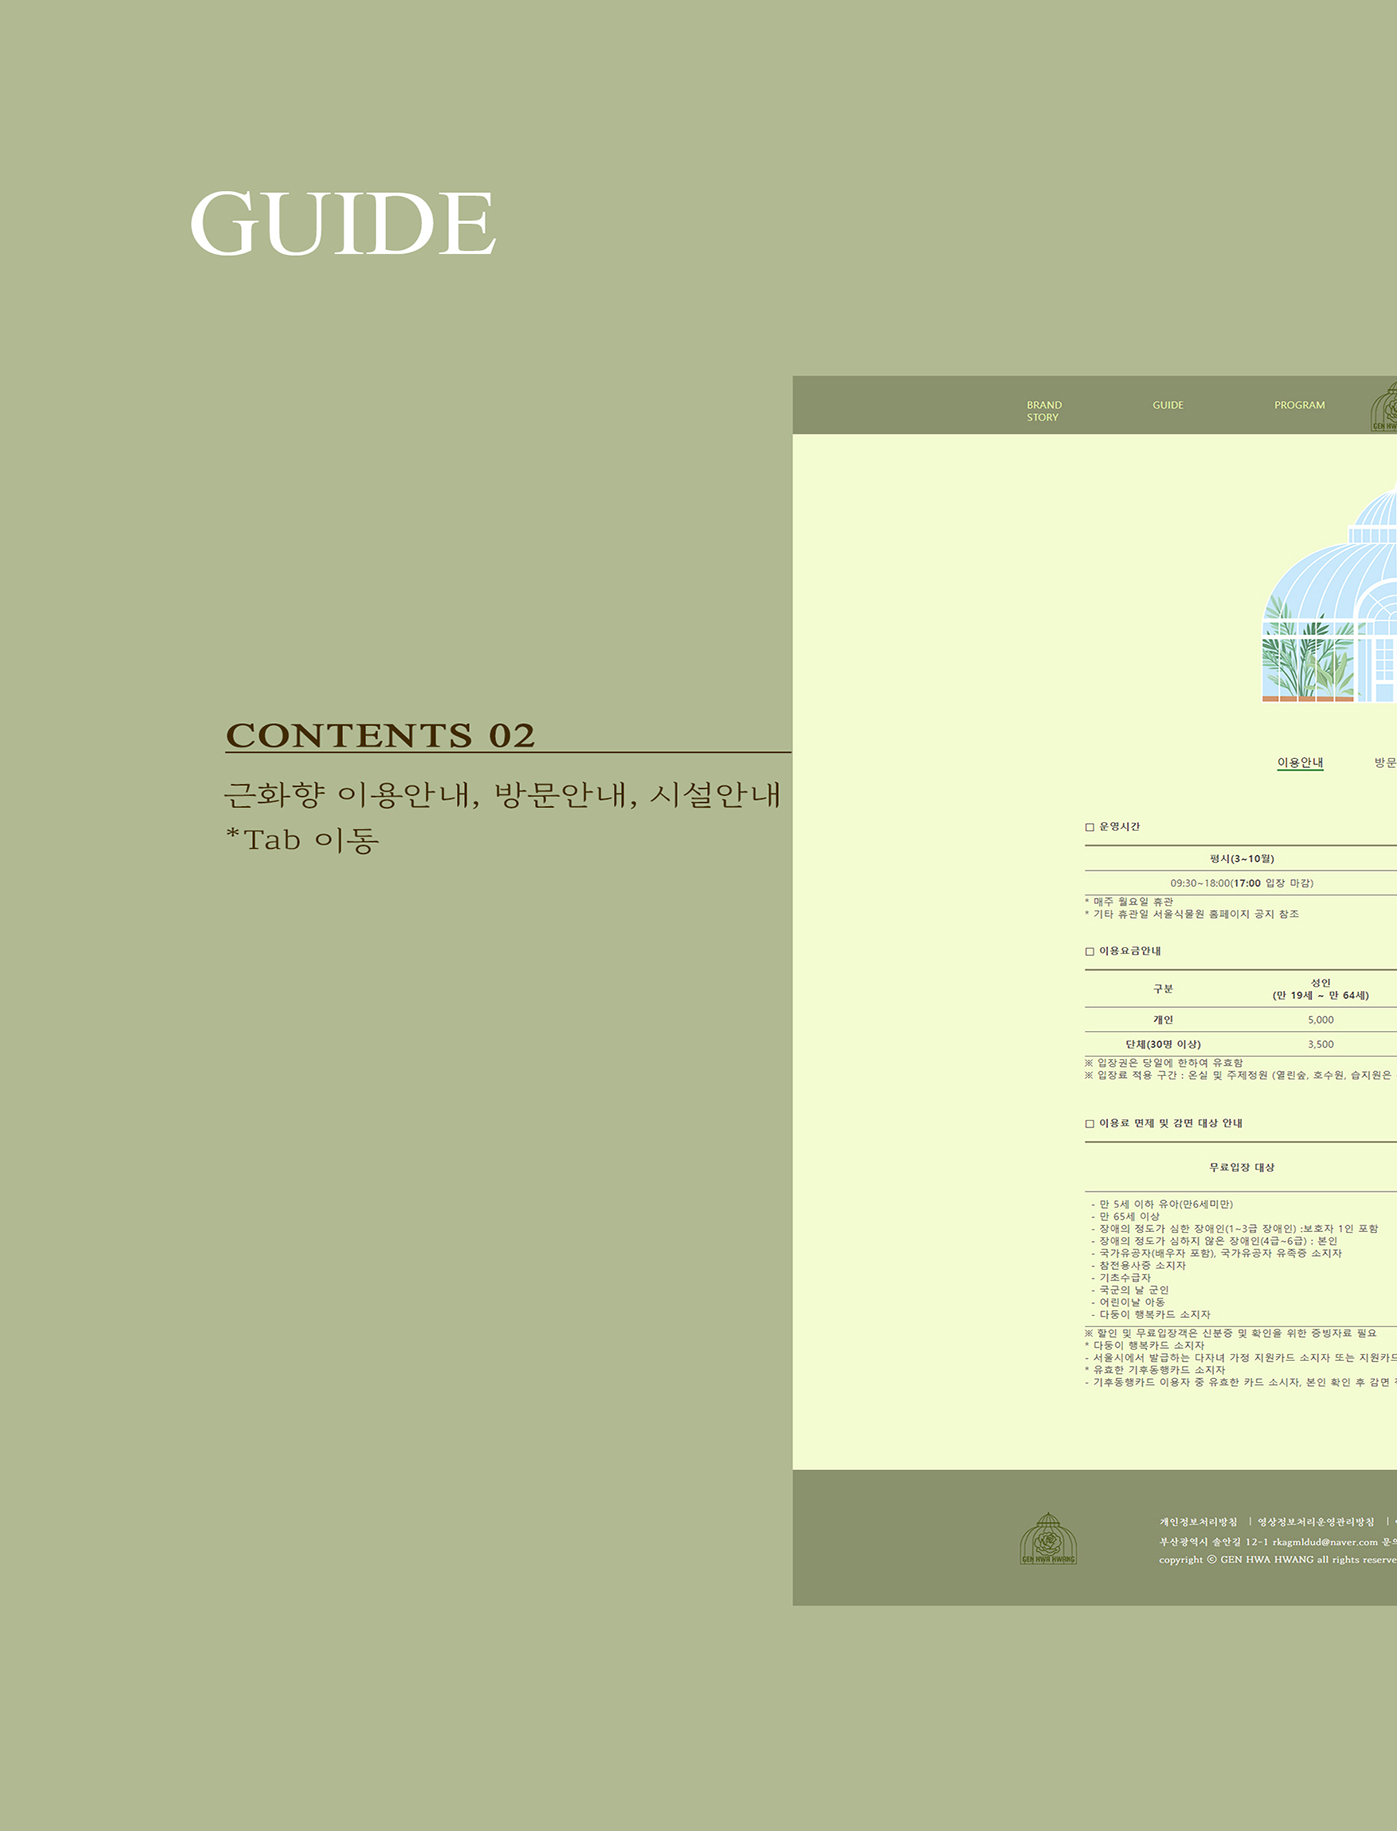 GUIDE
BRAND
STORY
GUIDE
PROGRAM
CONTENTS 02
근화향 이용안내, 방문안내, 시설안내
*Tab 이동
이용안내
방문
□ 운영시간
평시(3~10월)
09:30~18:00(17:00 입장 마감)
* 매주 월요일 휴관
* 기타 휴관일 서울식물원 홈페이지 공지 참조
□ 이용요금안내
구분 성인
(만 19세 ~ 만 64세)
개인 5,000
단체(30명 이상) 3,500
※ 입장권은 당일에 한하여 유효함
※ 입장료 적용 구간 : 온실 및 주제정원 (열린숲, 호수원, 습지원은
□ 이용료 면제 및 감면 대상 안내
무료입장 대상
- 만 5세 이하 유아(만6세미만)
- 만 65세 이상
- 장애의 정도가 심한 장애인(1~3급 장애인) :보호자 1인 포함
- 장애의 정도가 심하지 않은 장애인(4급~6급) : 본인
- 국가유공자(배우자 포함), 국가유공자 유족증 소지자
- 참전용사증 소지자
- 기초수급자
- 국군의 날 군인
- 어린이날 아동
- 다둥이 행복카드 소지자
※ 할인 및 무료입장객은 신분증 및 확인을 위한 증빙자료 필요
* 다둥이 행복카드 소지자
- 서울시에서 발급하는 다자녀 가정 지원카드 소지자 또는 지원카드
* 유효한 기후동행카드 소지자
- 기후동행카드 이용자 중 유효한 카드 소시자, 본인 확인 후 감면
GEN HWA HWANG
개인정보처리방침 | 영상정보처리운영관리방침 |
부산광역시 솔안길 12-1 rkagmldud@naver.com 문의
copyright ⓒ GEN HWA HWANG all rights reserve